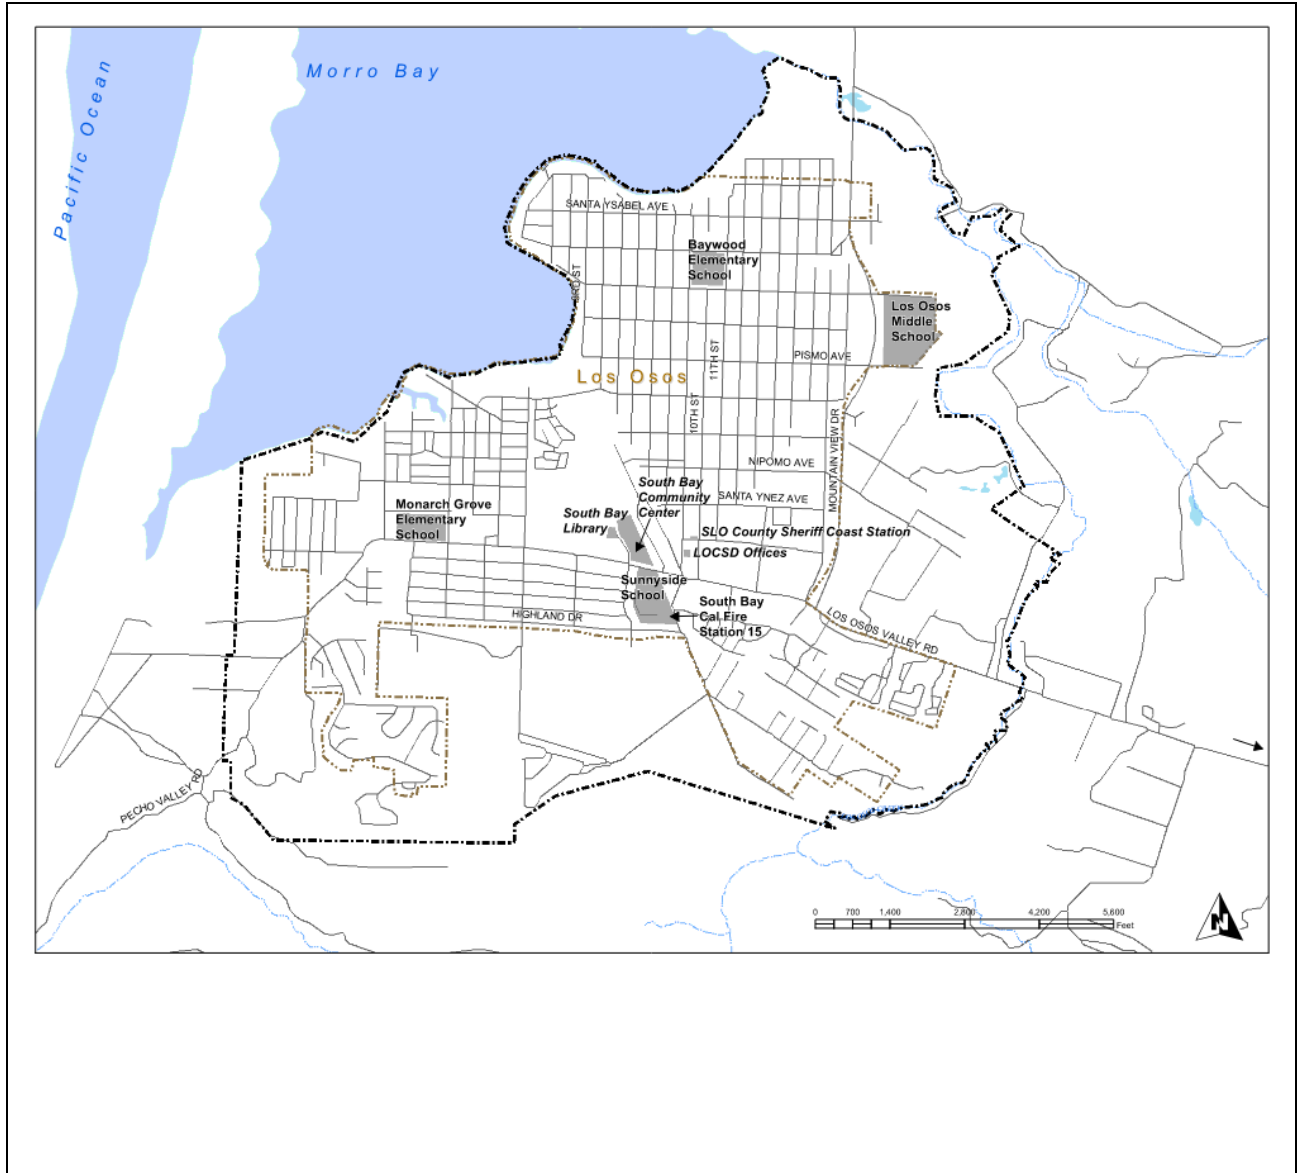 Morro Bay
Pacific Ocean
SANTA YSABEL AVE
Baywood
Elementary
School
3RD ST
Los Osos
Middle
School
11TH ST
PISMO AVE
Los Osos
10TH ST
MOUNTAIN VIEW DR
NIPOMO AVE
South Bay
Community
Center
SANTA YNEZ AVE
Monarch Grove
Elementary
School
South Bay
Library
SLO County Sheriff Coast Station
LOCSD Offices
Sunnyside
School
South Bay
Cal Fire
Station 15
HIGHLAND DR
LOS OSOS VALLEY RD
PECHO VALLEY RD
0 700 1,400 2,800 4,200 5,600
Feet
N